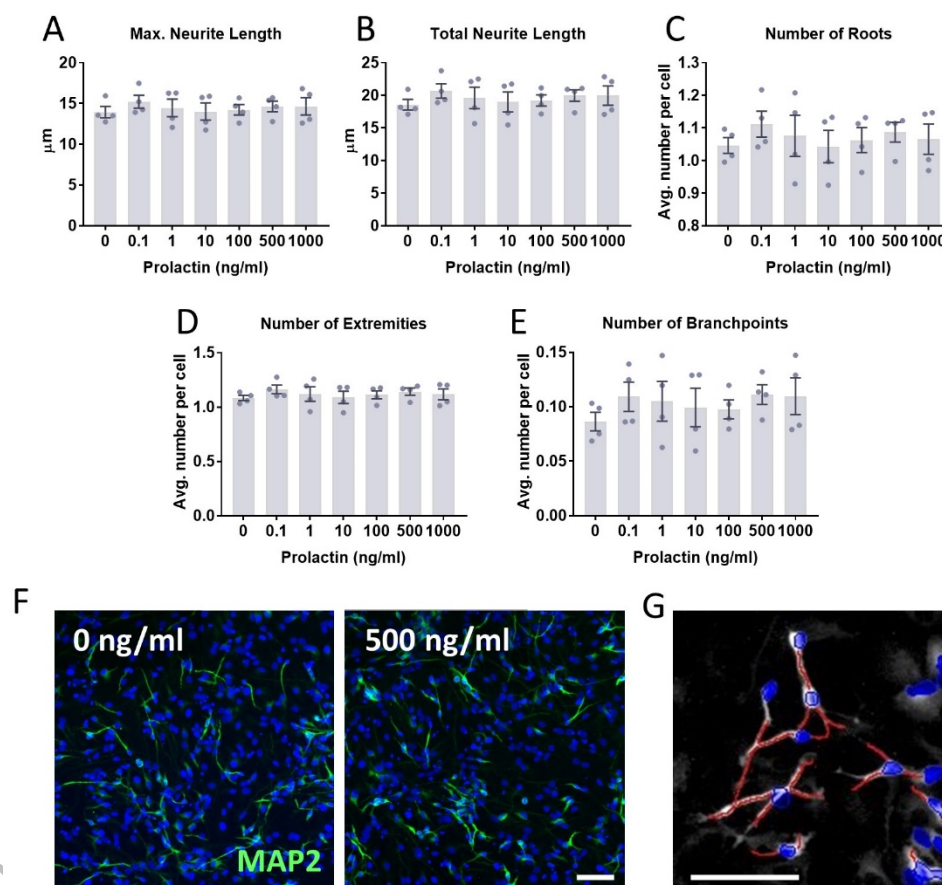 A
Max. Neurite Length
20
15
10
5
0
μm
0 0.1 1 10 100 500 1000
Prolactin (ng/ml)
B
Total Neurite Length
25
20
15
10
5
0
μm
0 0.1 1 10 100 500 1000
Prolactin (ng/ml)
C
Number of Roots
1.3
1.2
1.1
1.0
0.9
0.8
Avg. number per cell
0 0.1 1 10 100 500 1000
Prolactin (ng/ml)
D
Number of Extremities
1.5
1.0
0.5
0.0
Avg. number per cell
0 0.1 1 10 100 500 1000
Prolactin (ng/ml)
E
Number of Branchpoints
0.15
0.10
0.05
0.00
Avg. number per cell
0 0.1 1 10 100 500 1000
Prolactin (ng/ml)
F
0 ng/ml
MAP2
500 ng/ml
G